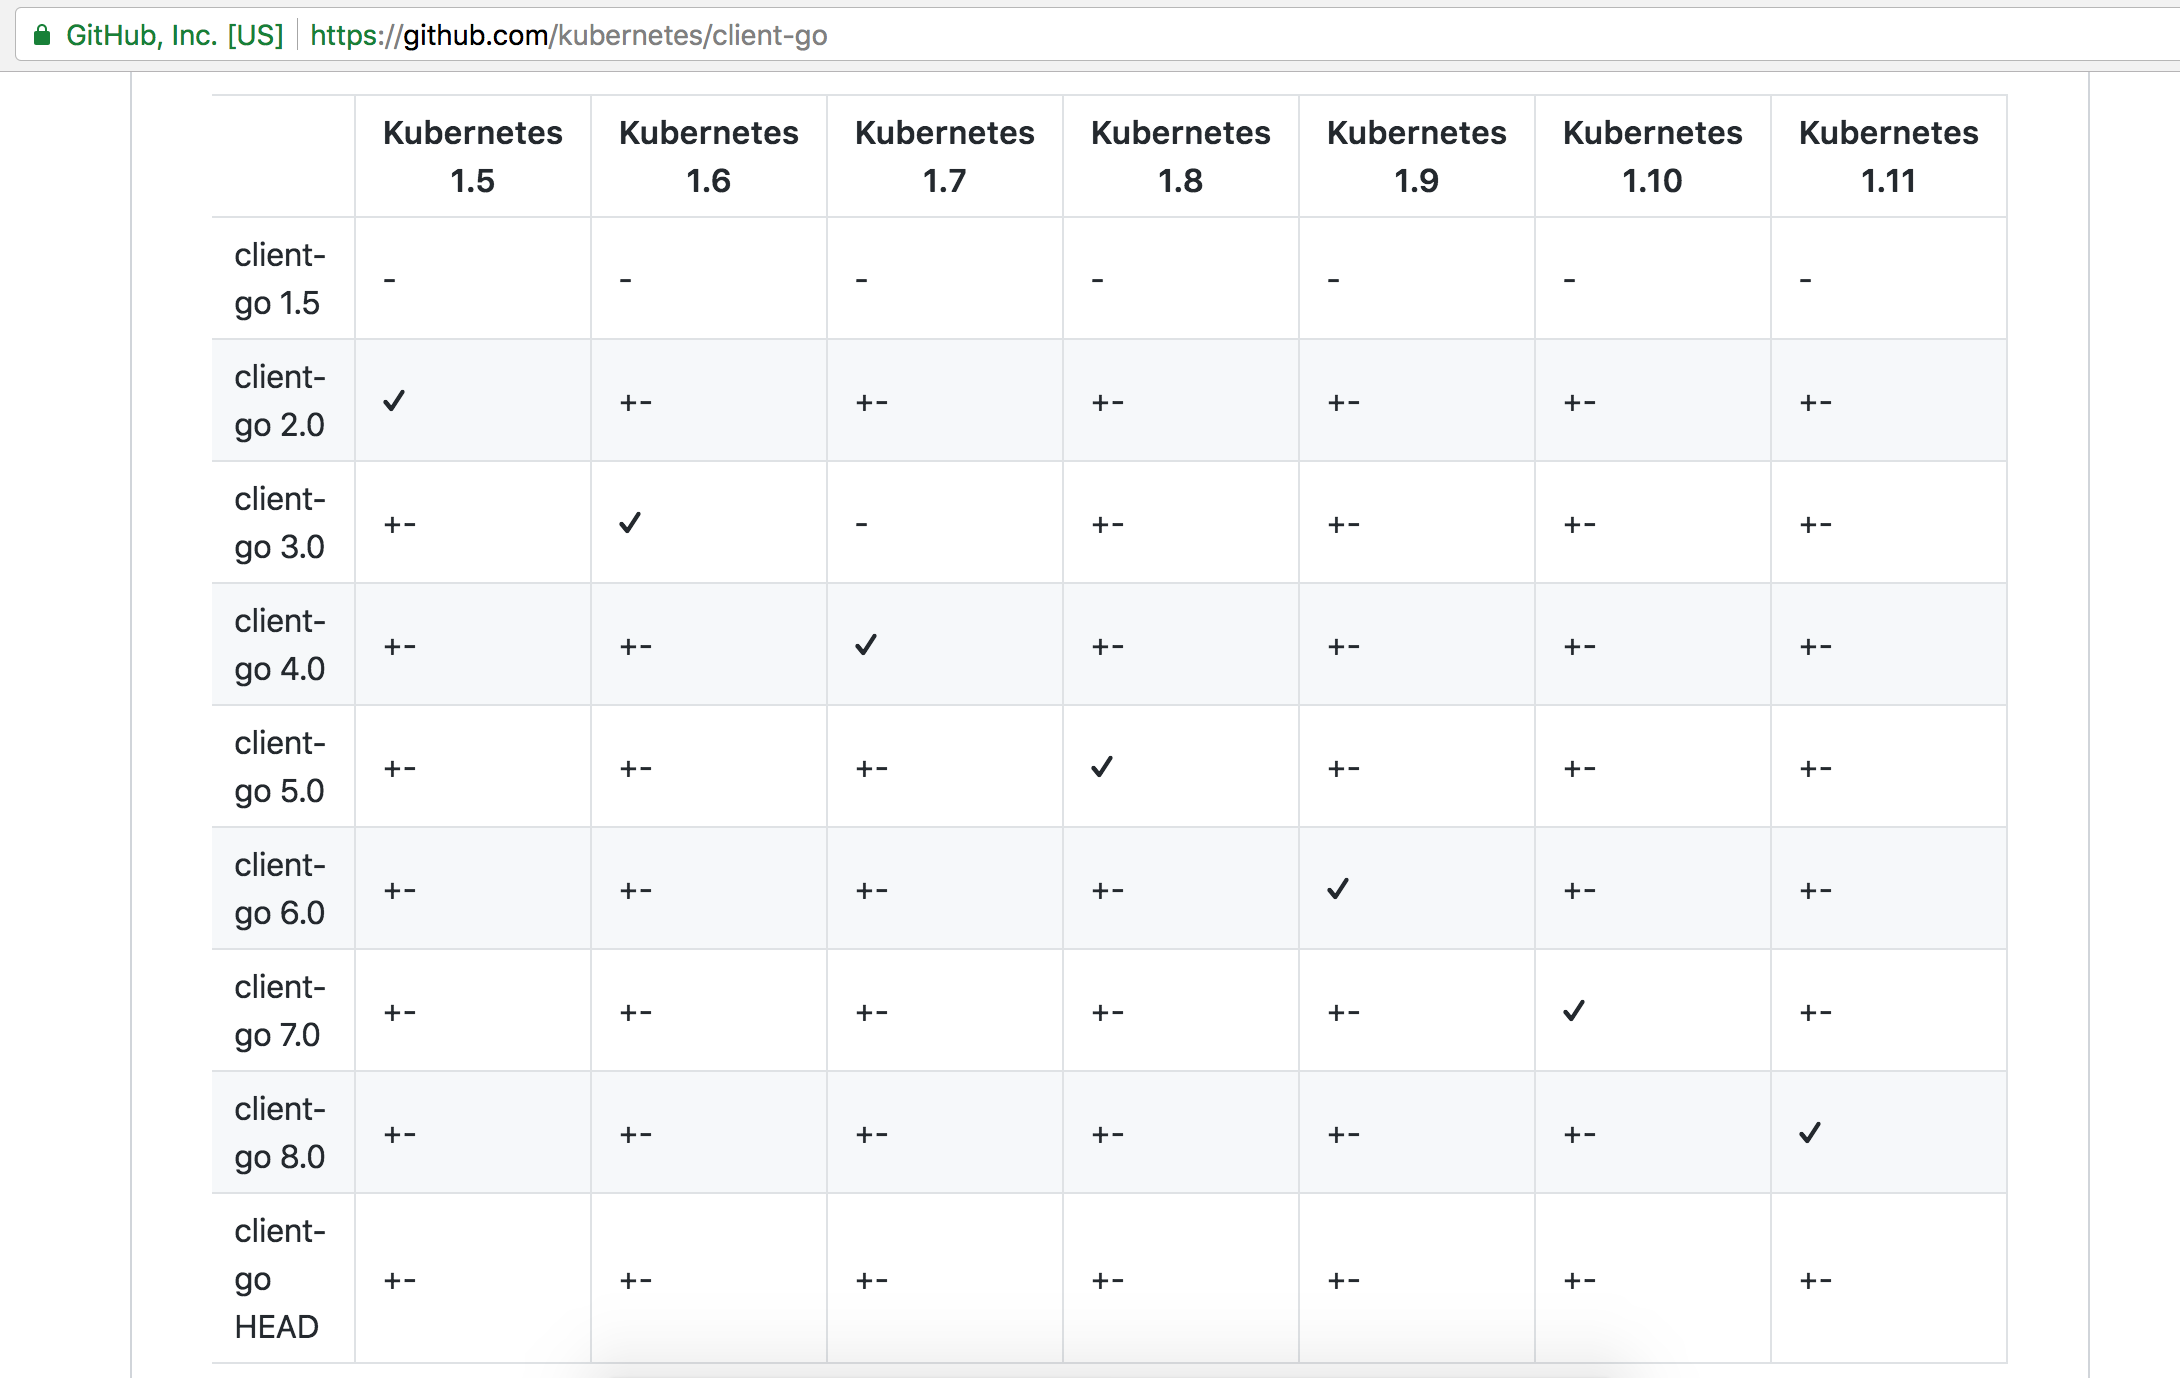 GitHub, Inc. [US] https://github.com/kubernetes/client-go
Kubernetes 1.5 Kubernetes 1.6 Kubernetes 1.7 Kubernetes 1.8 Kubernetes 1.9 Kubernetes 1.10 Kubernetes 1.11
client-go 1.5 - - - - - - -
client-go 2.0 ✓ +- +- +- +- +- +-
client-go 3.0 +- ✓ - +- +- +- +-
client-go 4.0 +- +- ✓ +- +- +- +-
client-go 5.0 +- +- +- ✓ +- +- +-
client-go 6.0 +- +- +- +- ✓ +- +-
client-go 7.0 +- +- +- +- +- ✓ +-
client-go 8.0 +- +- +- +- +- +- ✓
client-go HEAD +- +- +- +- +- +- +-